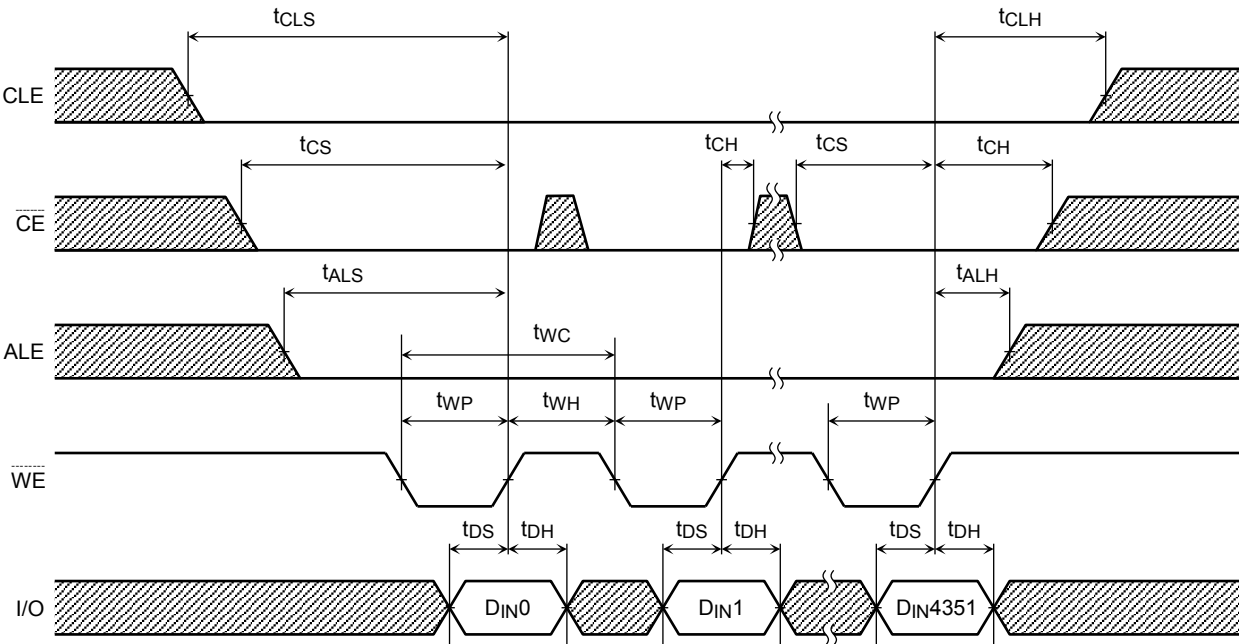 tCLS tCLH
CLE
tCS tCH tCS tCH
CE
tALS tALH
ALE
tWC
tWP tWH tWP tWP
WE
tDS tDH tDS tDH tDS tDH
I/O DIN0 DIN1 DIN4351